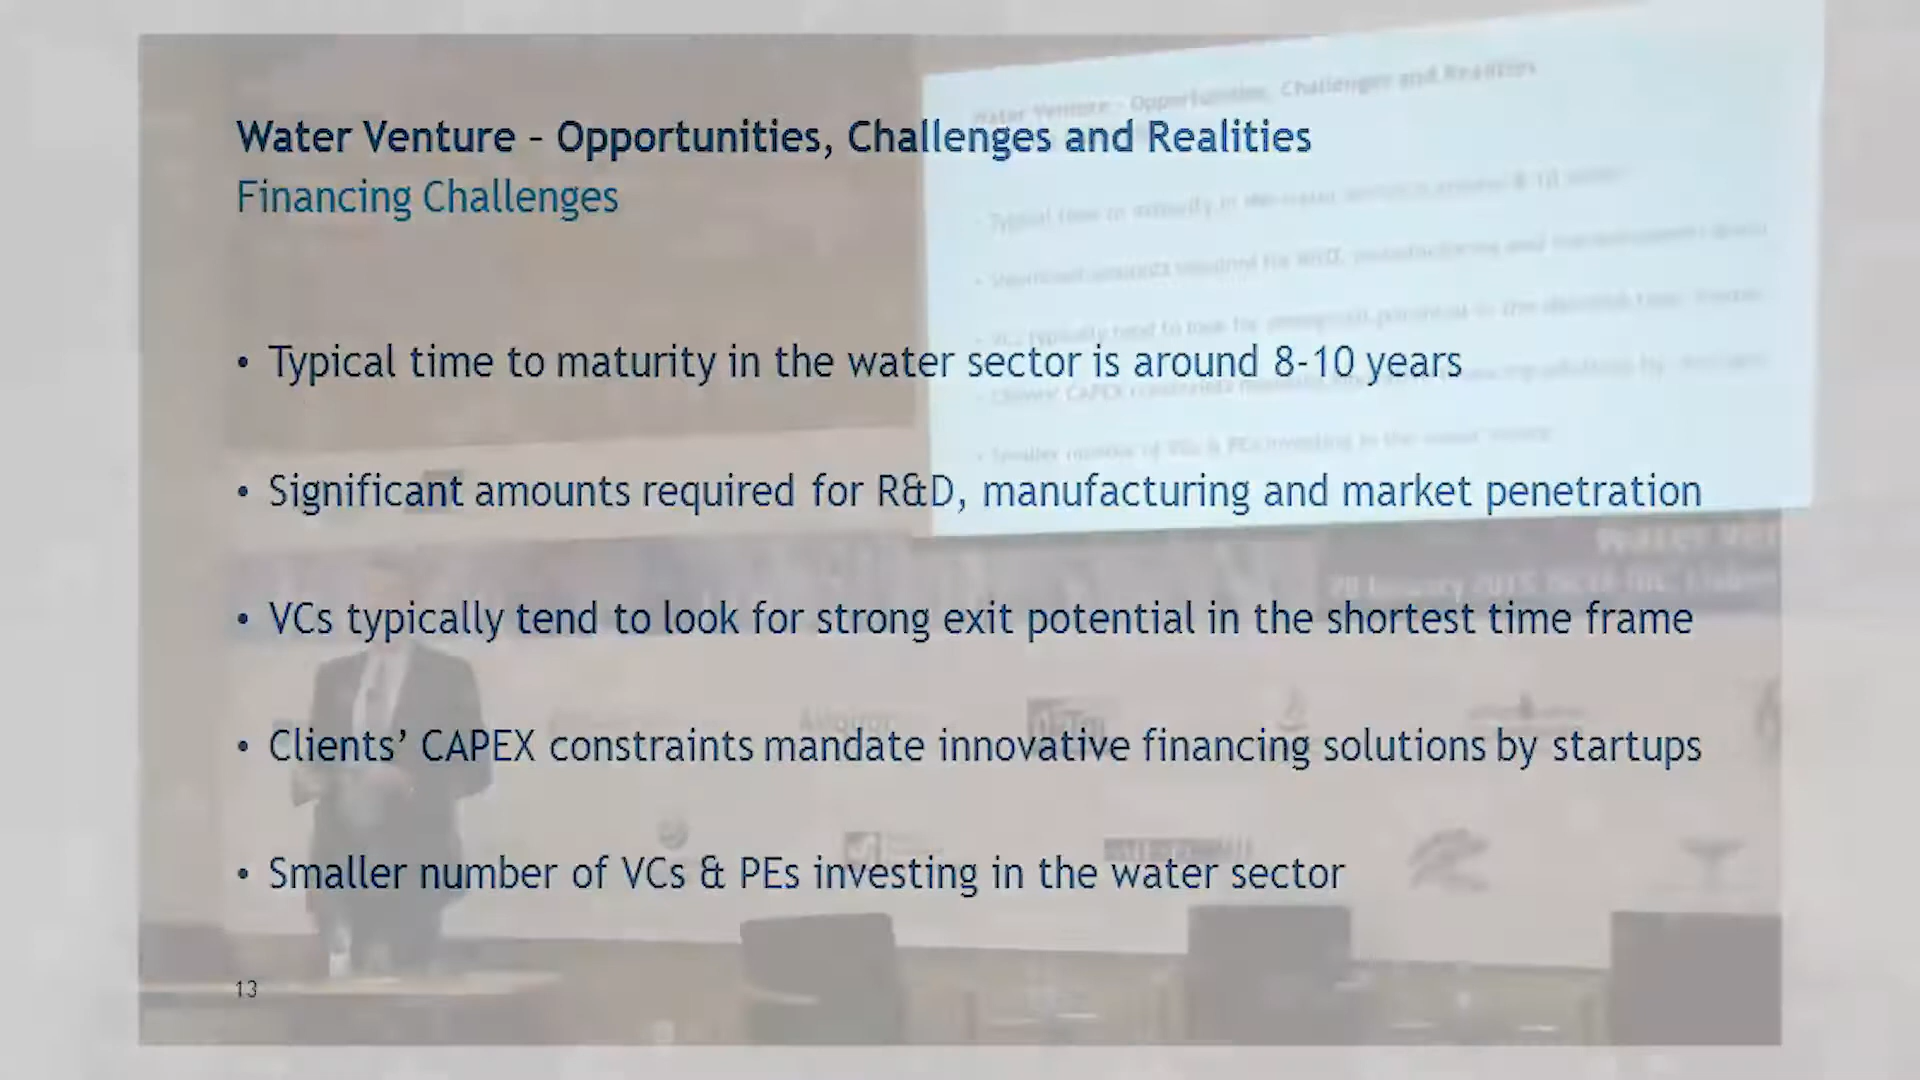 Water Venture – Opportunities, Challenges and Realities
Financing Challenges
• Typical time to maturity in the water sector is around 8-10 years
• Significant amounts required for R&D, manufacturing and market penetration
• VCs typically tend to look for strong exit potential in the shortest time frame
• Clients’ CAPEX constraints mandate innovative financing solutions by startups
• Smaller number of VCs & PEs investing in the water sector
13